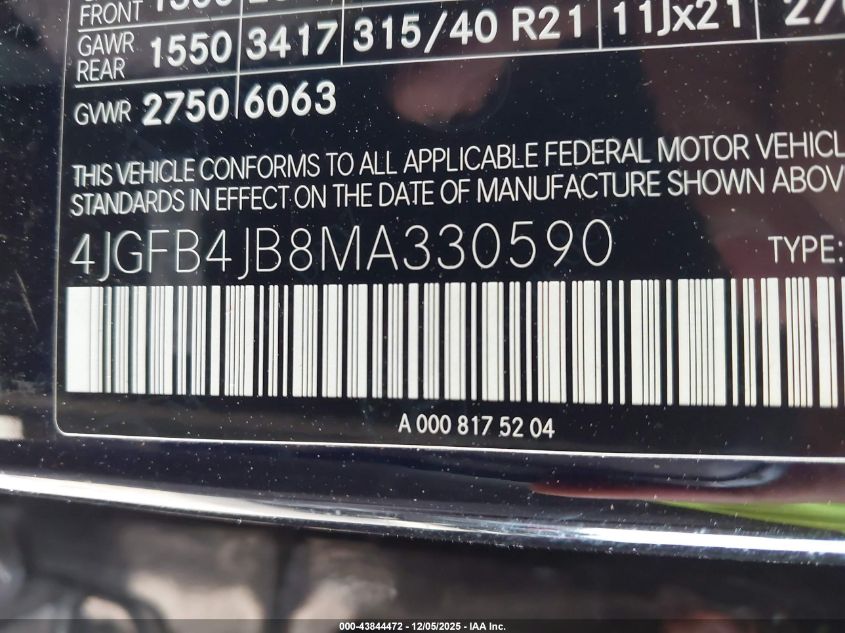 FRONT
GAWR REAR 1550 3417 315/40 R21 11Jx21
GVWR 2750 6063
THIS VEHICLE CONFORMS TO ALL APPLICABLE FEDERAL MOTOR VEHICL
STANDARDS IN EFFECT ON THE DATE OF MANUFACTURE SHOWN ABOV
4JGFB4JB8MA330590 TYPE:
A 000 817 52 04
000-43844472 - 12/05/2025 - IAA Inc.